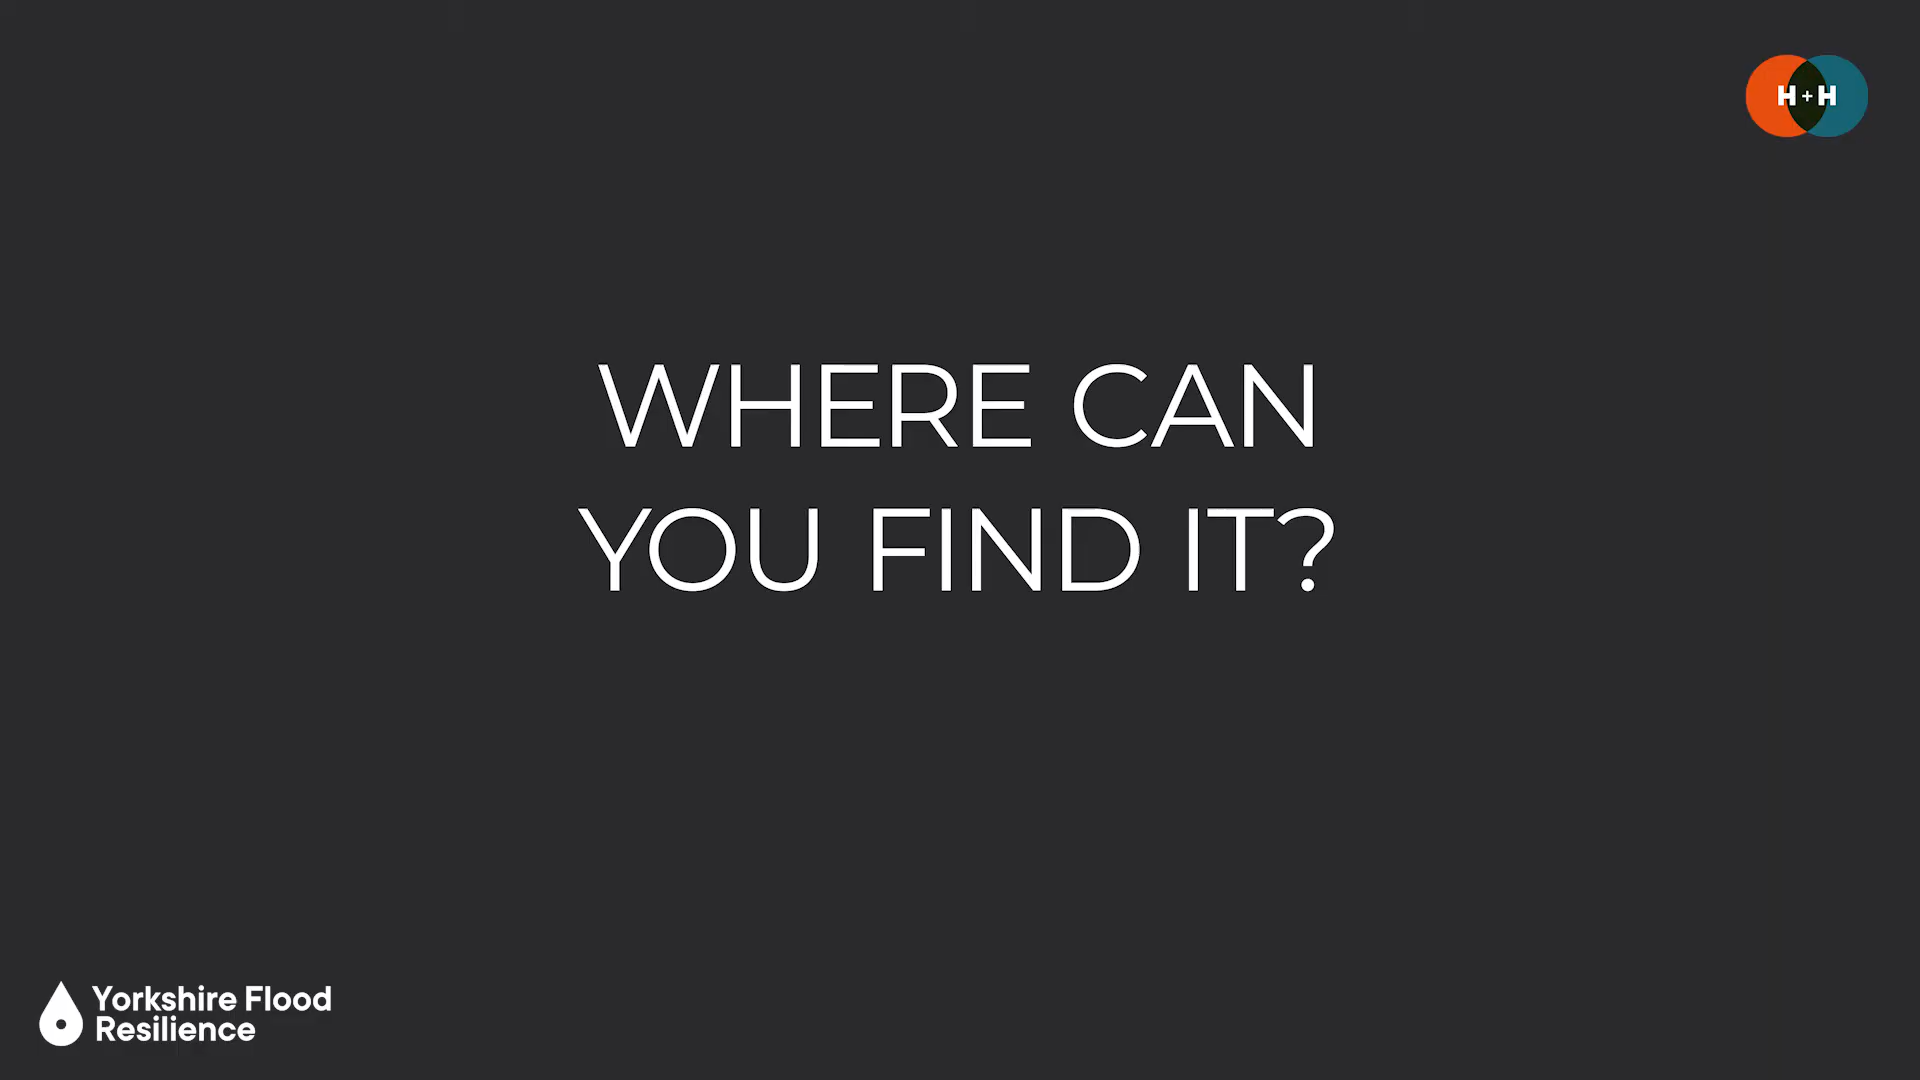 H+H
WHERE CAN
YOU FIND IT?
Yorkshire Flood
Resilience